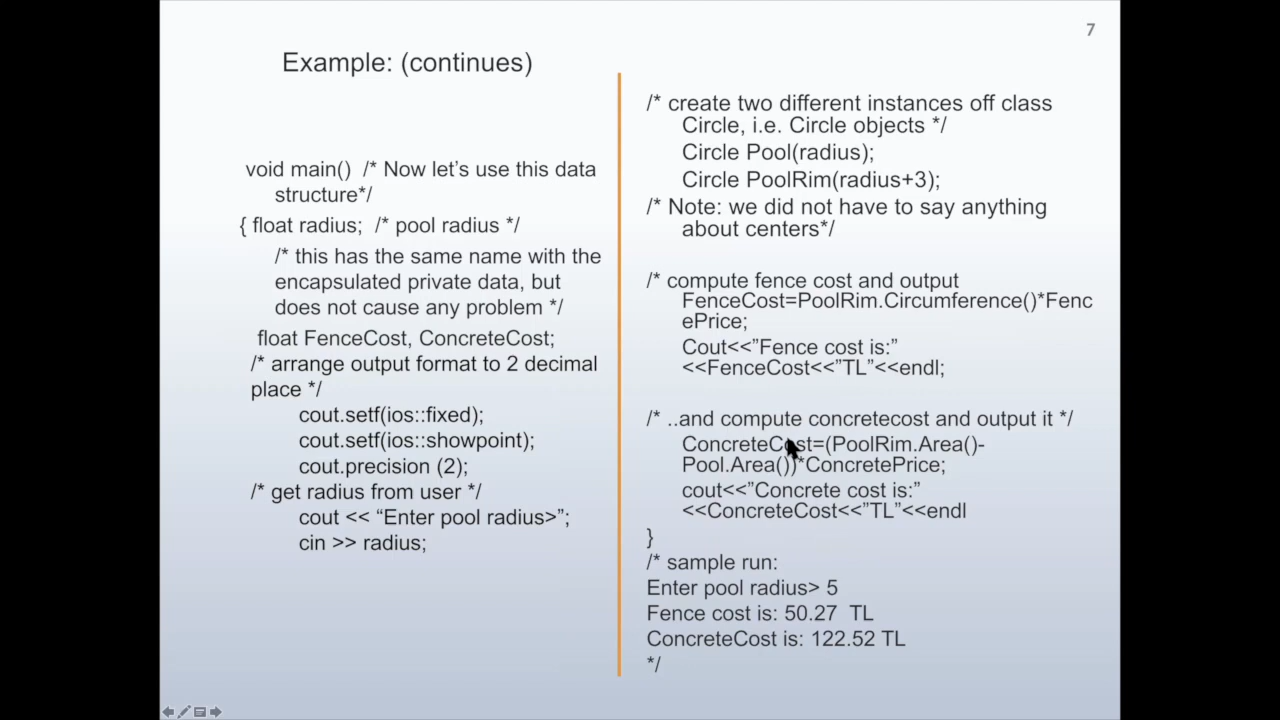 7
Example: (continues)
void main()  /* Now let’s use this data
structure*/
{ float radius;  /* pool radius */
/* this has the same name with the
encapsulated private data, but
does not cause any problem */
float FenceCost, ConcreteCost;
/* arrange output format to 2 decimal
place */
cout.setf(ios::fixed);
cout.setf(ios::showpoint);
cout.precision (2);
/* get radius from user */
cout << “Enter pool radius>”;
cin >> radius;
/* create two different instances off class
Circle, i.e. Circle objects */
Circle Pool(radius);
Circle PoolRim(radius+3);
/* Note: we did not have to say anything
about centers*/
/* compute fence cost and output
FenceCost=PoolRim.Circumference()*Fenc
ePrice;
Cout<<”Fence cost is:”
<<FenceCost<<”TL”<<endl;
/* ..and compute concretecost and output it */
ConcreteCost=(PoolRim.Area()-
Pool.Area())*ConcretePrice;
cout<<”Concrete cost is:”
<<ConcreteCost<<”TL”<<endl
}
/* sample run:
Enter pool radius> 5
Fence cost is: 50.27  TL
ConcreteCost is: 122.52 TL
*/